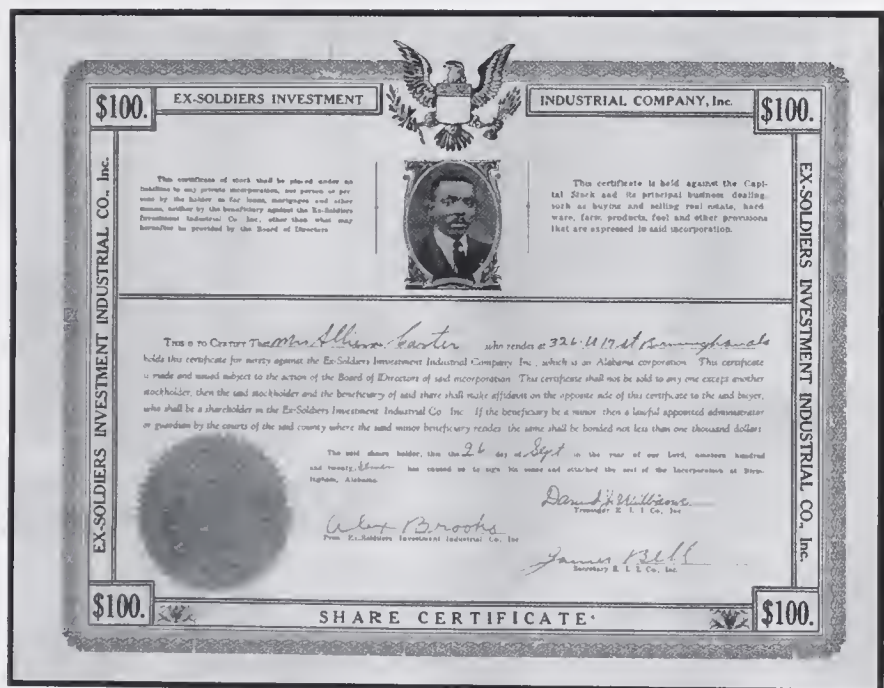 $100.
EX-SOLDIERS INVESTMENT
INDUSTRIAL COMPANY, Inc.
$100.
EX-SOLDIERS INVESTMENT INDUSTRIAL CO., Inc.
EX-SOLDIERS INVESTMENT INDUSTRIAL CO., Inc.
This certificate of stock shall be placed under no
liabilities to any private incorporation, nor person or per
sons by the holder as for loans, mortgages and other
means, neither by the beneficiary against the Ex-Soldiers
Investment Industrial Co Inc, other than what may
hereafter be provided by the Board of Directors
This certificate is held against the Capi-
tal Stock and its principal business dealing,
such as buying and selling real estate, hard
ware, farm products, fuel and other provisions
that are expressed in said incorporation.
THIS IS TO CERTIFY That Mrs Carter who resides at 326 17 st Birmingham ala
holds this certificate for surety against the Ex-Soldiers Investment Industrial Company Inc, which is an Alabama corporation This certificate
is made and issued subject to the action of the Board of Directors of said incorporation This certificate shall not be sold to any one except another
stockholder, then the said stockholder and the beneficiary of said share shall make affidavit on the opposite side of this certificate to the said buyer,
who shall be a shareholder in the Ex-Soldiers Investment Industrial Co Inc If the beneficiary be a minor then a lawful appointed administrator
or guardian by the courts of the said county where the said minor beneficiary resides the same shall be bonded not less than one thousand dollars
The said shares holder, this the 26 day of Sept in the year of our Lord, nineteen hundred
and twenty has caused us to sign his name and attached the seal of the Incorporation at Birm-
ingham, Alabama
David J Williams
Treasurer E. I. I Co, Inc
Alex Brooks
Pres Ex-Soldiers Investment Industrial Co, Inc
James Bell
Secretary E. I. I. Co, Inc.
$100.
SHARE CERTIFICATE
$100.